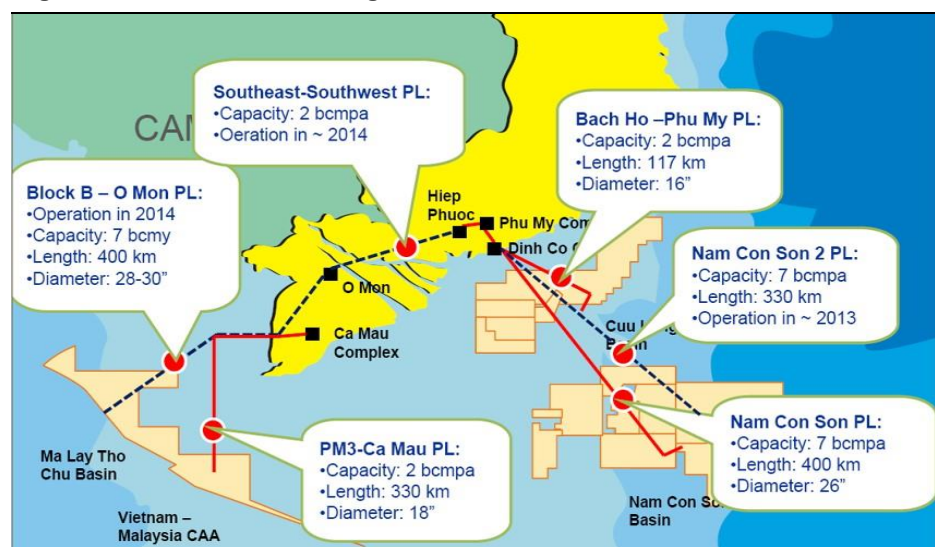 CAM
Southeast-Southwest PL:
•Capacity: 2 bcmpa
•Oeration in ~ 2014
Bach Ho –Phu My PL:
•Capacity: 2 bcmpa
•Length: 117 km
•Diameter: 16”
Block B – O Mon PL:
•Operation in 2014
•Capacity: 7 bcmy
•Length: 400 km
•Diameter: 28-30”
Hiep
Phuoc
Phu My Com
Dinh Co
O Mon
Nam Con Son 2 PL:
•Capacity: 7 bcmpa
•Length: 330 km
•Operation in ~ 2013
Ca Mau
Complex
Cuu Long
Basin
Nam Con Son PL:
•Capacity: 7 bcmpa
•Length: 400 km
•Diameter: 26”
PM3-Ca Mau PL:
•Capacity: 2 bcmpa
•Length: 330 km
•Diameter: 18”
Ma Lay Tho
Chu Basin
Vietnam –
Malaysia CAA
Nam Con So
Basin